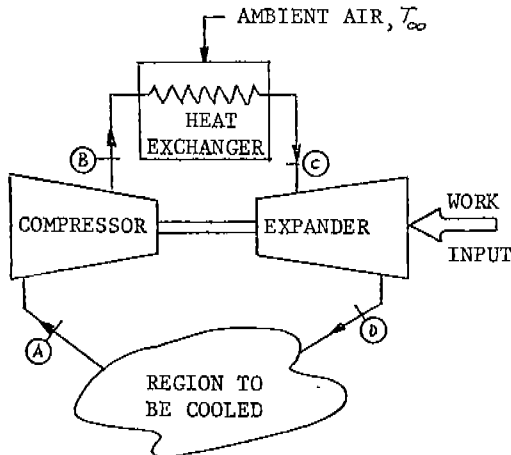 AMBIENT AIR, T∞
HEAT
EXCHANGER
B
C
COMPRESSOR
EXPANDER
WORK
INPUT
A
D
REGION TO
BE COOLED